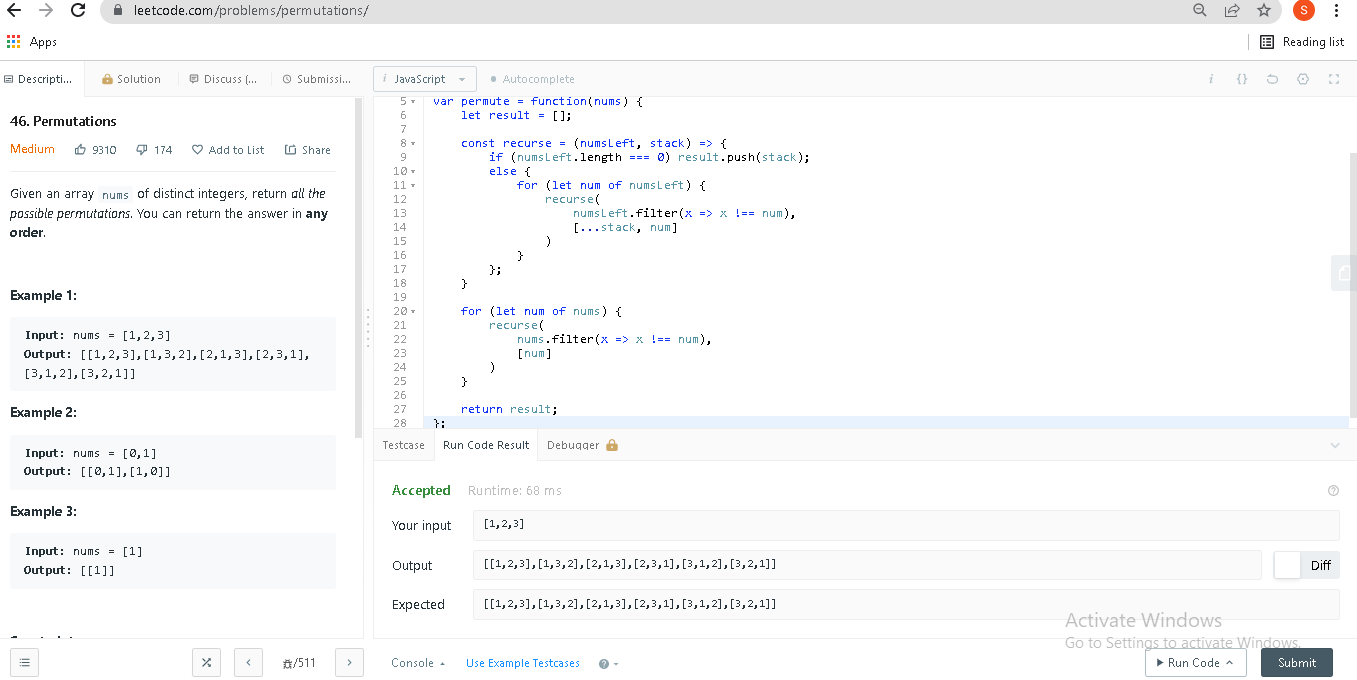 leetcode.com/problems/permutations/
S
Apps
Reading list
Descripti...
Solution
Discuss (...
Submissi...
i JavaScript
Autocomplete
i {}
46. Permutations
Medium 9310 174 Add to List Share
Given an array nums of distinct integers, return all the
possible permutations. You can return the answer in any
order.
Example 1:
Input: nums = [1,2,3]
Output: [[1,2,3],[1,3,2],[2,1,3],[2,3,1],
[3,1,2],[3,2,1]]
Example 2:
Input: nums = [0,1]
Output: [[0,1],[1,0]]
Example 3:
Input: nums = [1]
Output: [[1]]
/511
5 var permute = function(nums) {
6 let result = [];
7
8 const recurse = (numsLeft, stack) => {
9 if (numsLeft.length === 0) result.push(stack);
10 else {
11 for (let num of numsLeft) {
12 recurse(
13 numsLeft.filter(x => x !== num),
14 [...stack, num]
15 )
16 }
17 };
18 }
19
20 for (let num of nums) {
21 recurse(
22 nums.filter(x => x !== num),
23 [num]
24 )
25 }
26
27 return result;
28 };
Testcase Run Code Result Debugger
Accepted Runtime: 68 ms
Your input [1,2,3]
Output [[1,2,3],[1,3,2],[2,1,3],[2,3,1],[3,1,2],[3,2,1]] Diff
Expected [[1,2,3],[1,3,2],[2,1,3],[2,3,1],[3,1,2],[3,2,1]]
Activate Windows
Go to Settings to activate Windows.
Console Use Example Testcases Run Code Submit